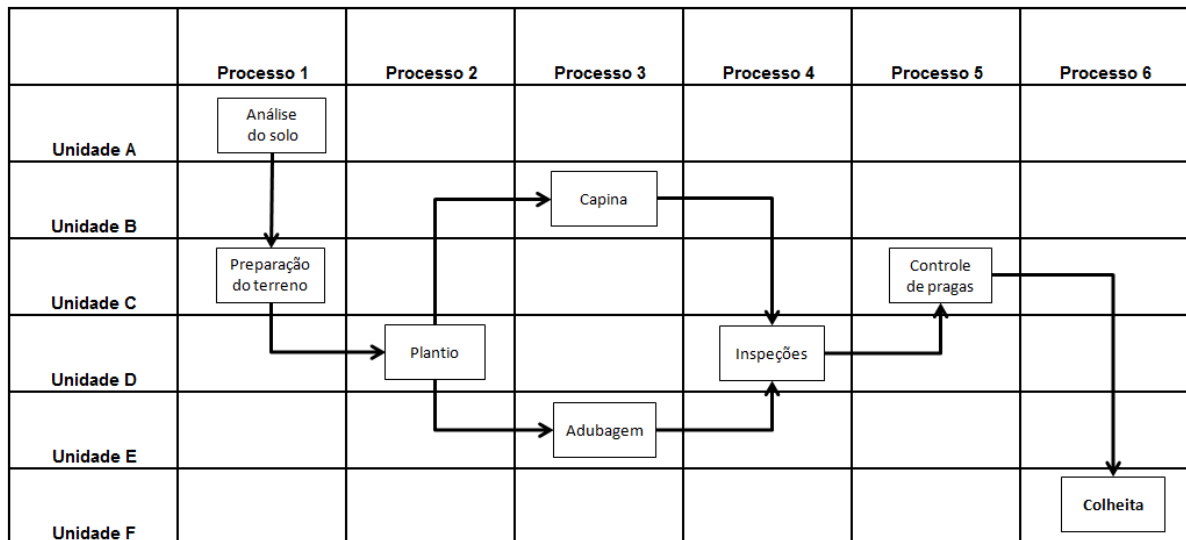 Processo 1 Processo 2 Processo 3 Processo 4 Processo 5 Processo 6
Análise
do solo
Unidade A
Capina
Unidade B
Preparação
do terreno
Controle
de pragas
Unidade C
Plantio
Inspeções
Unidade D
Adubagem
Unidade E
Colheita
Unidade F